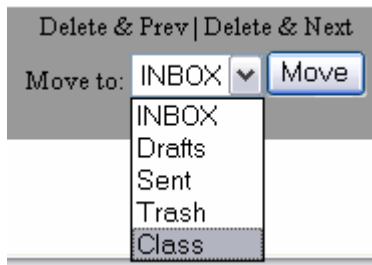 Delete & Prev | Delete & Next
Move to: INBOX Move
INBOX
Drafts
Sent
Trash
Class